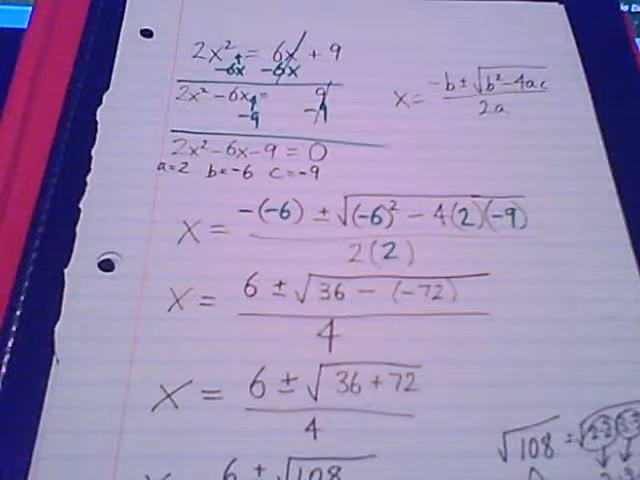 2x² = 6x + 9
-6x -6x
2x² - 6x = 9
-9 -9
2x² - 6x - 9 = 0
a=2 b=-6 c=-9
x = (-b ± √(b² - 4ac)) / 2a
x = (-(-6) ± √((-6)² - 4(2)(-9))) / 2(2)
x = (6 ± √(36 - (-72))) / 4
x = (6 ± √(36 + 72)) / 4
x = 6 ± √108
√108 = √